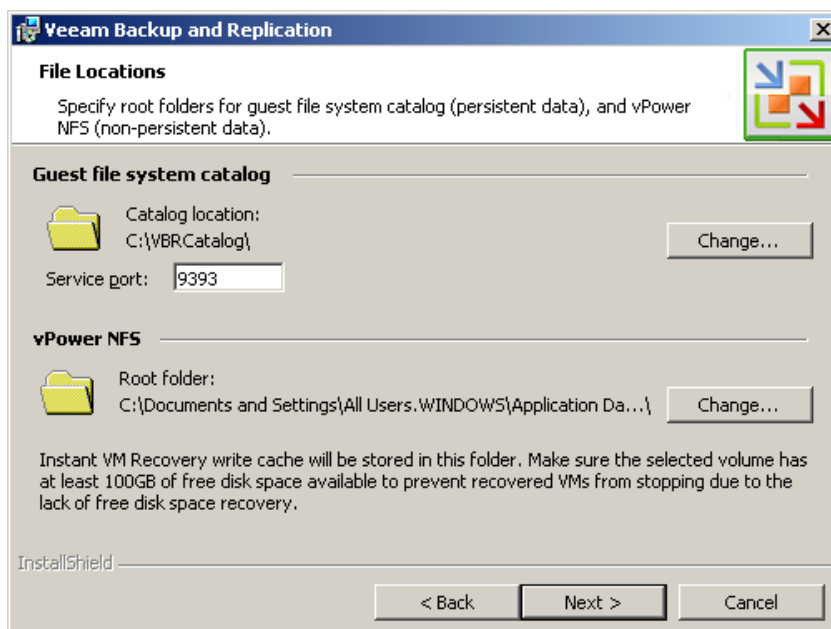 Veeam Backup and Replication
File Locations
Specify root folders for guest file system catalog (persistent data), and vPower
NFS (non-persistent data).
Guest file system catalog
Catalog location:
C:\VBRCatalog\
Change...
Service port: 9393
vPower NFS
Root folder:
C:\Documents and Settings\All Users.WINDOWS\Application Da...\
Change...
Instant VM Recovery write cache will be stored in this folder. Make sure the selected volume has
at least 100GB of free disk space available to prevent recovered VMs from stopping due to the
lack of free disk space recovery.
InstallShield
< Back Next > Cancel